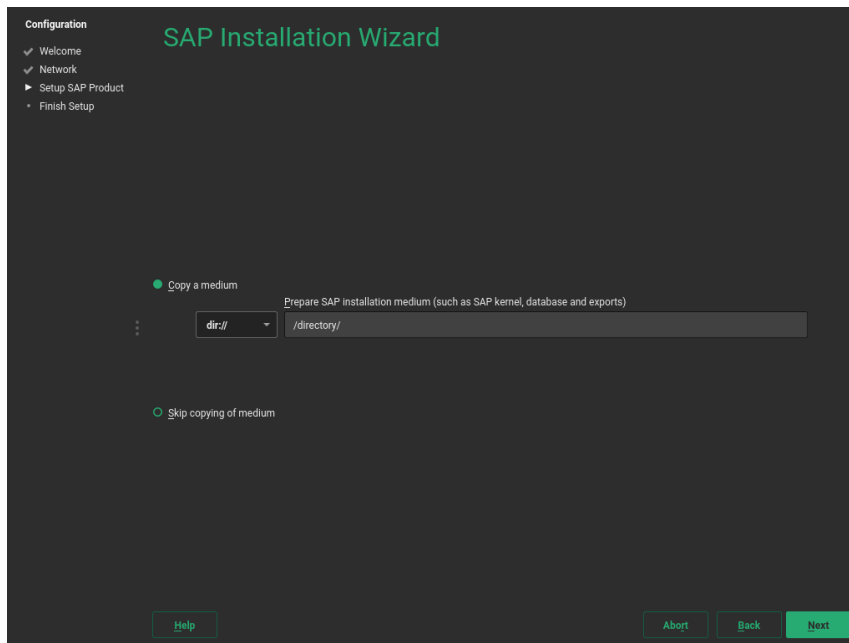 Configuration
Welcome
Network
Setup SAP Product
Finish Setup
SAP Installation Wizard
Copy a medium
Prepare SAP installation medium (such as SAP kernel, database and exports)
dir://
/directory/
Skip copying of medium
Help
Abort
Back
Next